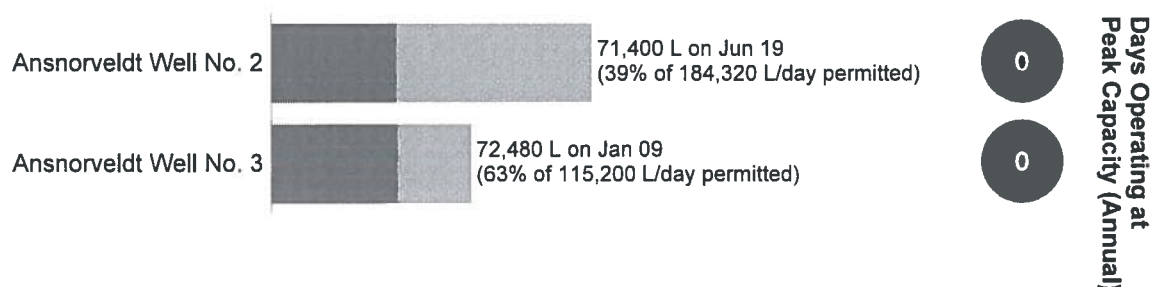 Ansnorveldt Well No. 2
71,400 L on Jun 19
(39% of 184,320 L/day permitted)
0
Ansnorveldt Well No. 3
72,480 L on Jan 09
(63% of 115,200 L/day permitted)
0
Days Operating at
Peak Capacity (Annual)